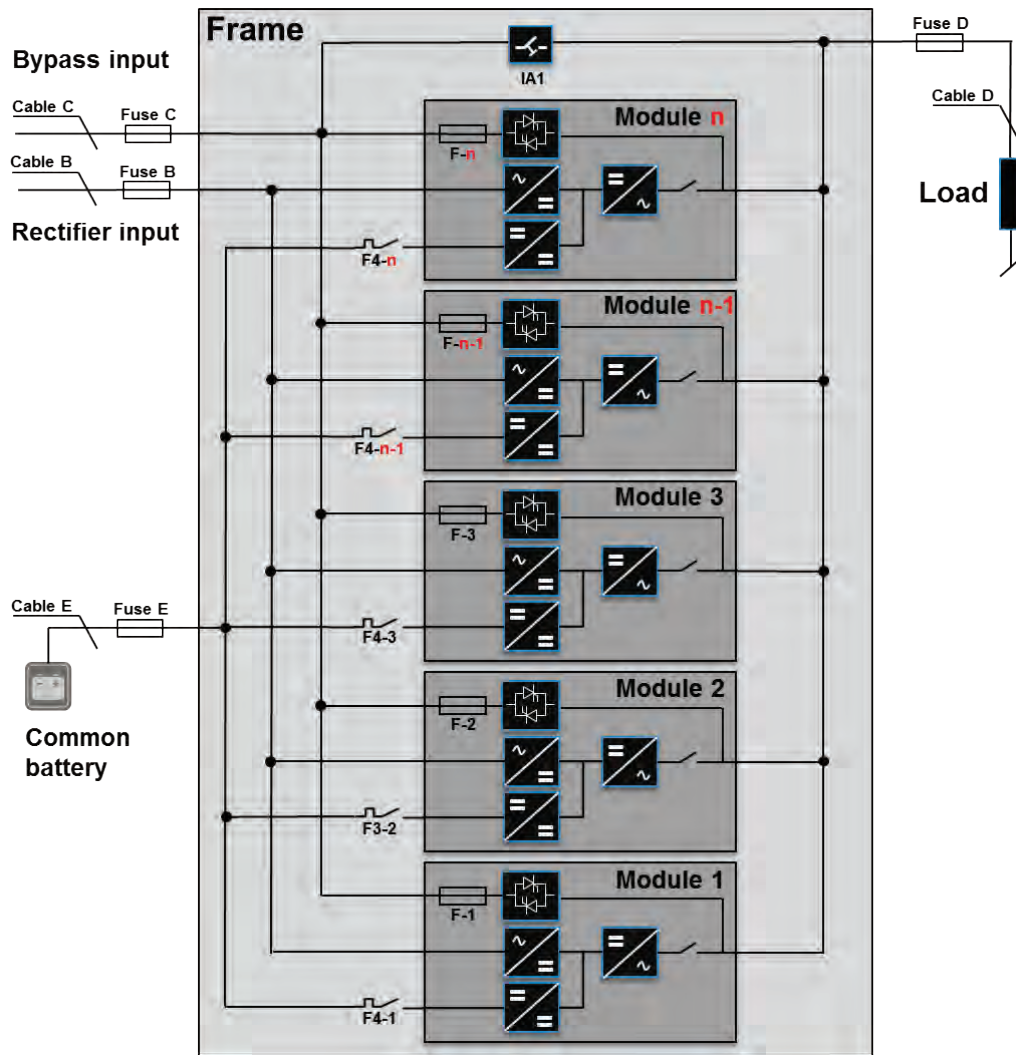 Frame
Fuse D
Bypass input
IA1
Cable C
Fuse C
Module n
Cable D
F-n
Cable B
Fuse B
Load
Rectifier input
F4-n
Module n-1
F-n-1
F4-n-1
Module 3
F-3
Cable E
Fuse E
F4-3
Module 2
F-2
Common
battery
F3-2
Module 1
F-1
F4-1